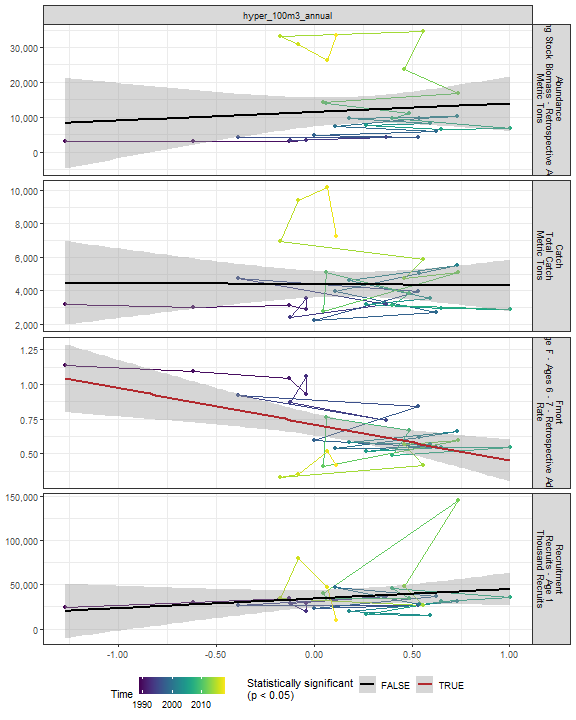 hyper_100m3_annual
30,000
20,000
10,000
0
Abundance
Stock Biomass - Retrospective
Metric Tons
10,000
8,000
6,000
4,000
2,000
Catch
Total Catch
Metric Tons
1.25
1.00
0.75
0.50
Fmort
F - Ages 6 - 7 - Retrospective
Rate
150,000
100,000
50,000
0
Recruitment
Recruits - Age 1
Thousand Recruits
-1.00
-0.50
0.00
0.50
1.00
Time
1990 2000 2010
Statistically significant
(p < 0.05)
FALSE
TRUE